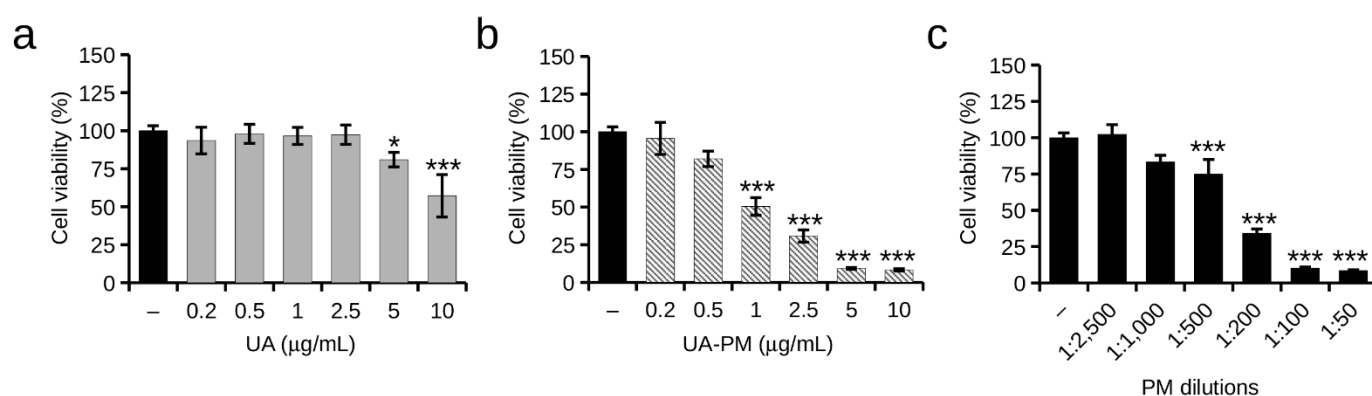 a
Cell viability (%)
150
125
100
75
50
25
0
*
***
– 0.2 0.5 1 2.5 5 10
UA (μg/mL)
b
Cell viability (%)
150
125
100
75
50
25
0
***
***
*** ***
– 0.2 0.5 1 2.5 5 10
UA-PM (μg/mL)
c
Cell viability (%)
150
125
100
75
50
25
0
***
***
*** ***
– 1:2,500 1:1,000 1:500 1:200 1:100 1:50
PM dilutions